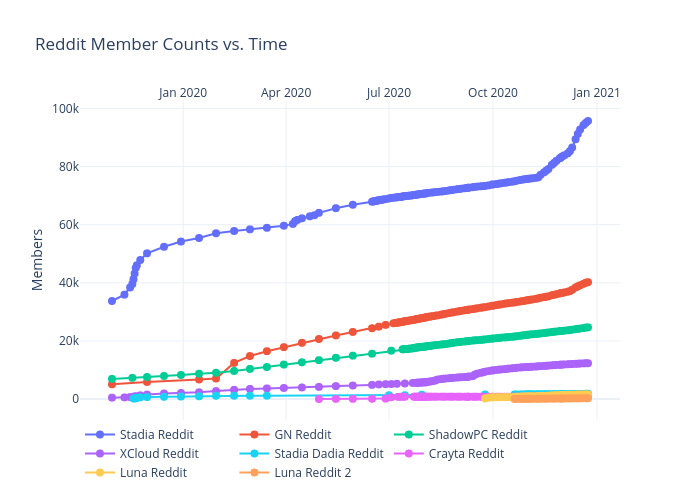 Reddit Member Counts vs. Time
Jan 2020 Apr 2020 Jul 2020 Oct 2020 Jan 2021
100k
80k
60k
40k
20k
0
Members
Stadia Reddit GN Reddit ShadowPC Reddit
XCloud Reddit Stadia Dadia Reddit Crayta Reddit
Luna Reddit Luna Reddit 2